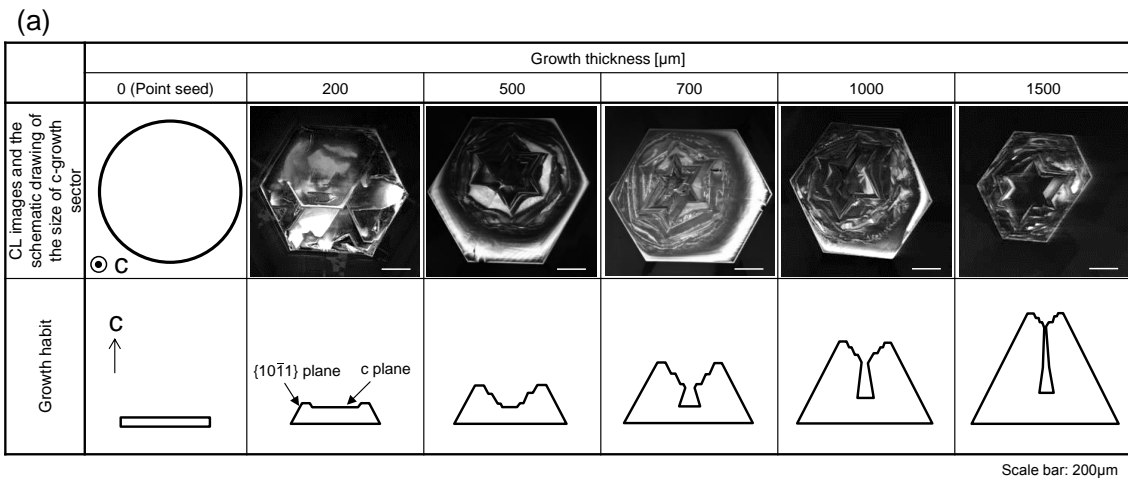 (a)
Growth thickness [µm]
0 (Point seed)
200
500
700
1000
1500
CL images and the
schematic drawing of
the size of c-growth
sector
C
Growth habit
C
{101̄1} plane
c plane
Scale bar: 200µm